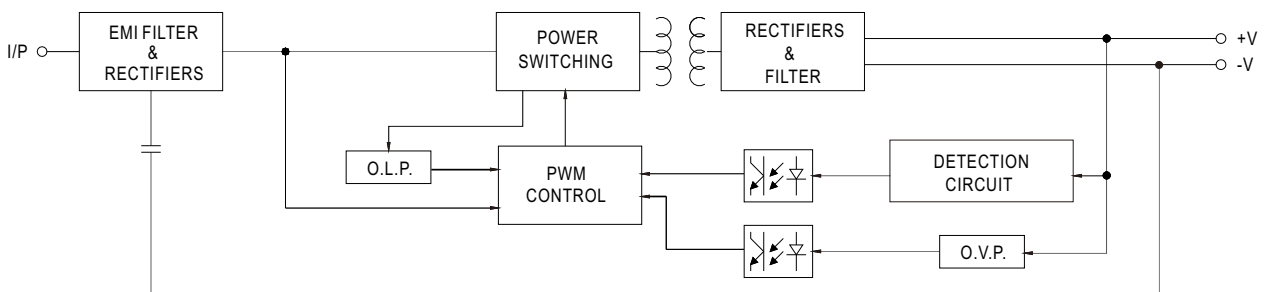 I/P
EMI FILTER
&
RECTIFIERS
POWER
SWITCHING
RECTIFIERS
&
FILTER
+V
-V
O.L.P.
PWM
CONTROL
DETECTION
CIRCUIT
O.V.P.